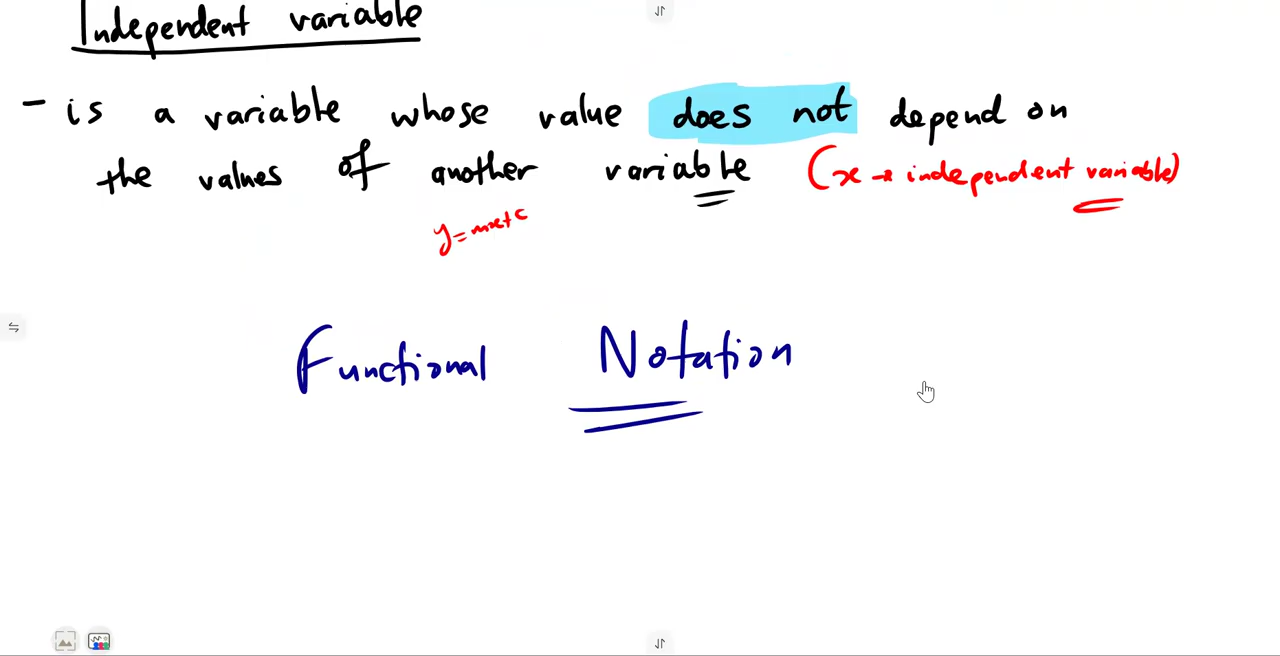 Independent variable
- is a variable whose value does not depend on
the values of another variable (x → independent variable)
y = mx + c
Functional Notation